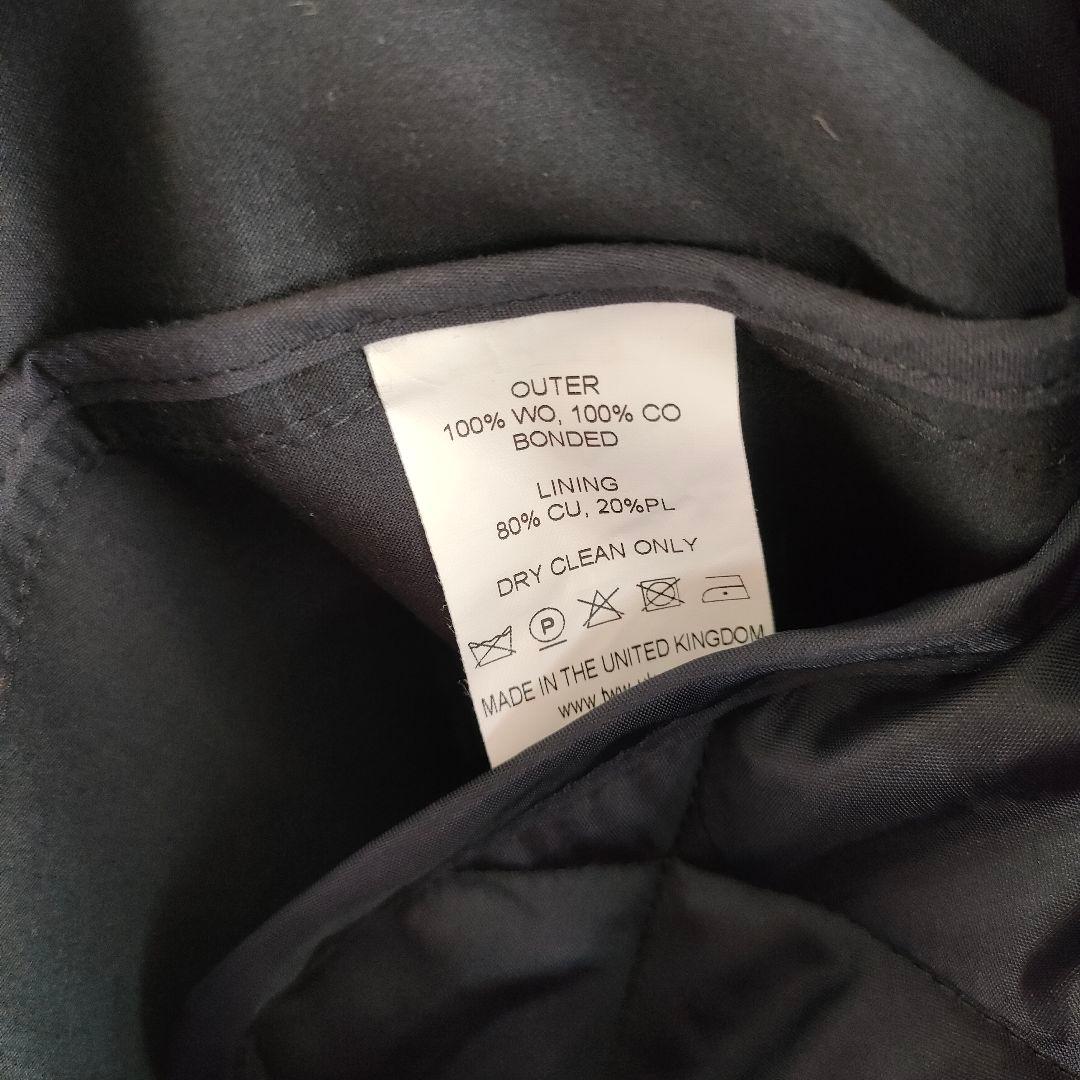 OUTER
100% WO, 100% CO
BONDED
LINING
80% CU, 20%PL
DRY CLEAN ONLY
P
MADE IN THE UNITED KINGDOM